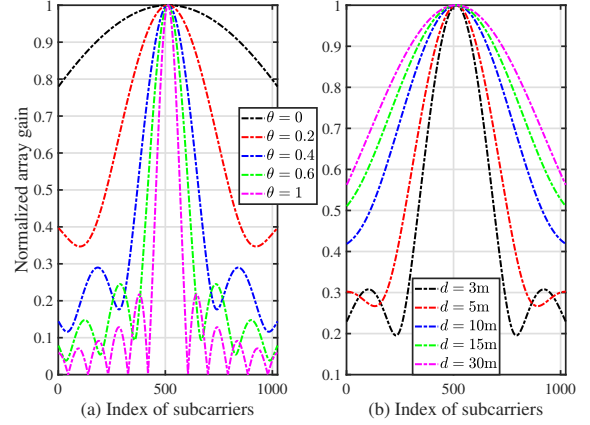 Normalized array gain
1
0.9
0.8
0.7
0.6
0.5
0.4
0.3
0.2
0.1
0
0 500 1000
(a) Index of subcarriers
θ = 0
θ = 0.2
θ = 0.4
θ = 0.6
θ = 1
1
0.9
0.8
0.7
0.6
0.5
0.4
0.3
0.2
0.1
0
0 500 1000
(b) Index of subcarriers
d = 3m
d = 5m
d = 10m
d = 15m
d = 30m